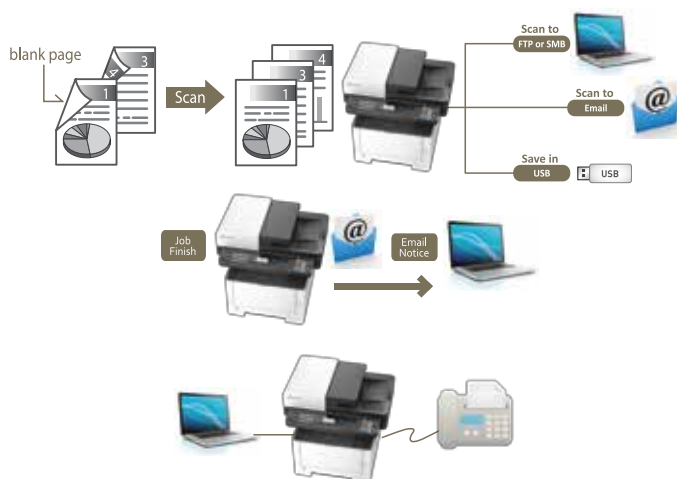 blank page
3
4
1
Scan
4
3
1
Scan to
FTP or SMB
Scan to
Email
@
Save in
USB
USB
Job
Finish
@
Email
Notice